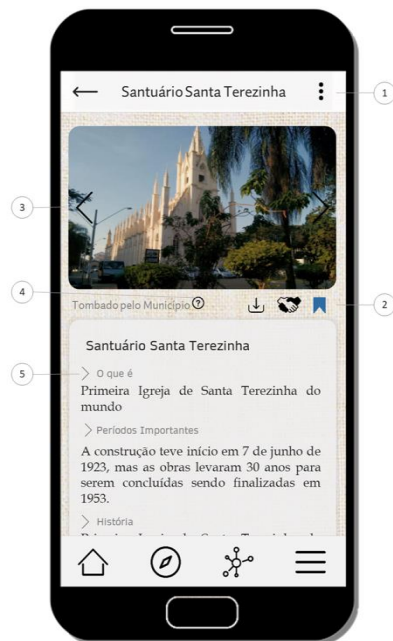 Santuário Santa Terezinha
1
3
4
Tombado pelo Município?
2
Santuário Santa Terezinha
5
O que é
Primeira Igreja de Santa Terezinha do
mundo
Períodos Importantes
A construção teve início em 7 de junho de
1923, mas as obras levaram 30 anos para
serem concluídas sendo finalizadas em
1953.
História